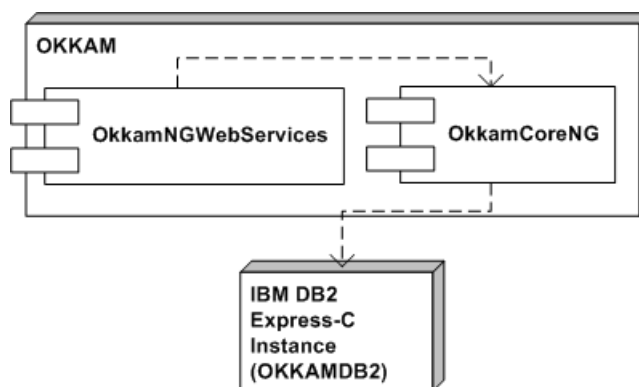 OKKAM
OkkamNGWebServices
OkkamCoreNG
IBM DB2
Express-C
Instance
(OKKAMDB2)